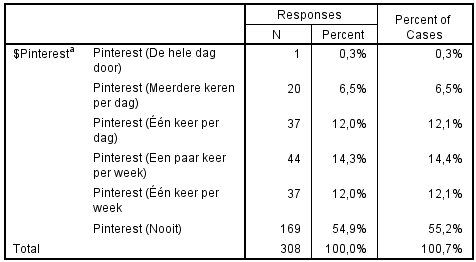 Responses Percent of
N Percent Cases
$Pinterestᵃ Pinterest (De hele dag 1 0,3% 0,3%
door)
Pinterest (Meerdere keren 20 6,5% 6,5%
per dag)
Pinterest (Één keer per 37 12,0% 12,1%
dag)
Pinterest (Een paar keer 44 14,3% 14,4%
per week)
Pinterest (Één keer per 37 12,0% 12,1%
week
Pinterest (Nooit) 169 54,9% 55,2%
Total 308 100,0% 100,7%